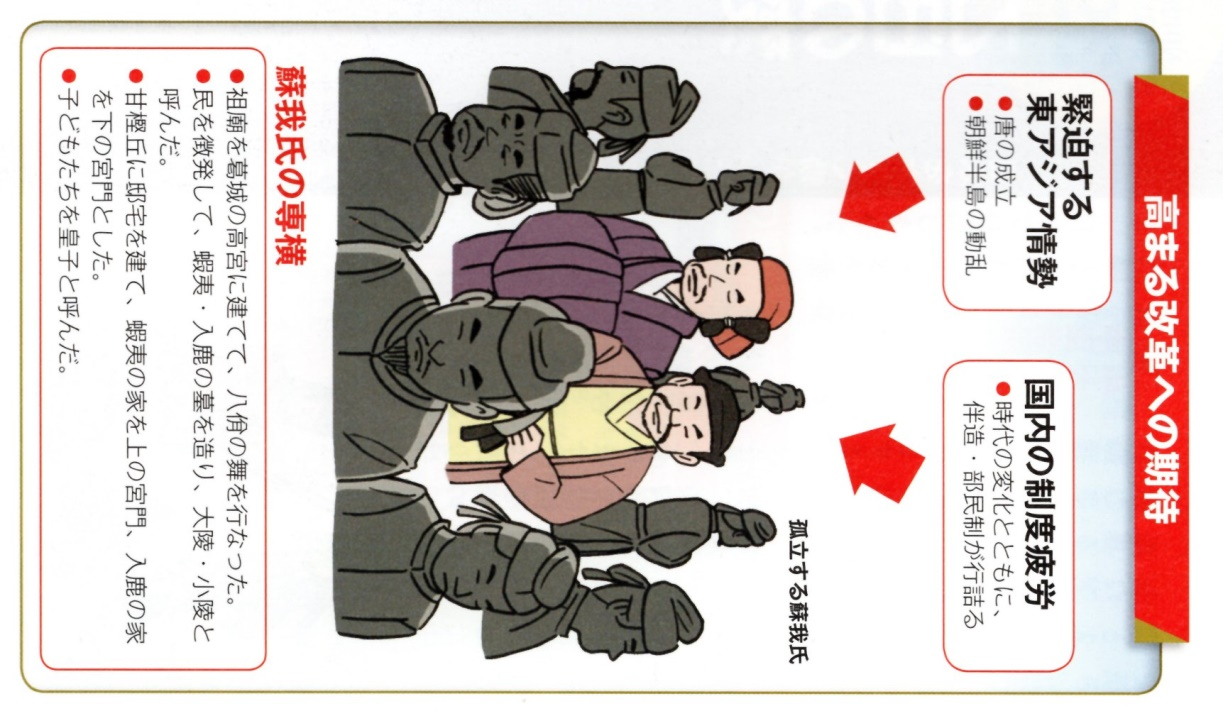 高まる改革への期待
緊迫する
東アジア情勢
●唐の成立
●朝鮮半島の動乱
国内の制度疲労
●時代の変化とともに、
伴造・部民制が行詰る
孤立する蘇我氏
蘇我氏の専横
●祖廟を葛城の高宮に建てて、八佾の舞を行なった。
●民を徴発して、蝦夷・入鹿の墓を造り、大陵・小陵と
呼んだ。
●甘樫丘に邸宅を建て、蝦夷の家を上の宮門、入鹿の家
を下の宮門とした。
●子どもたちを皇子と呼んだ。